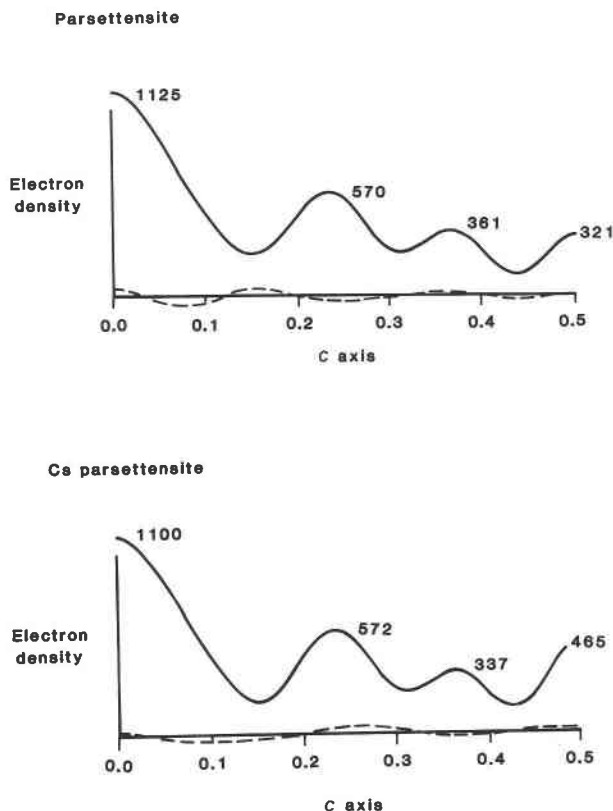 Parsettensite
1125
570
361
321
Electron
density
0.0 0.1 0.2 0.3 0.4 0.5
C axis
Cs parsettensite
1100
572
337
465
Electron
density
0.0 0.1 0.2 0.3 0.4 0.5
C axis